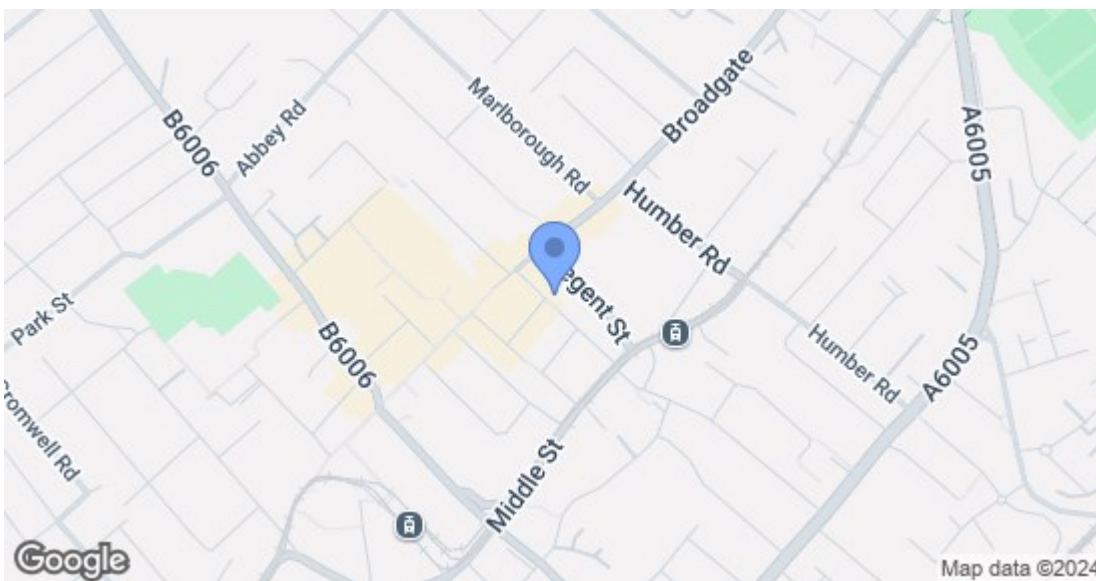 Broadgate
Marlborough Rd
B6006
Abbey Rd
A6005
Humber Rd
egent St
Park St
B6006
Humber Rd
A6005
Cromwell Rd
Middle St
Google
Map data ©2024